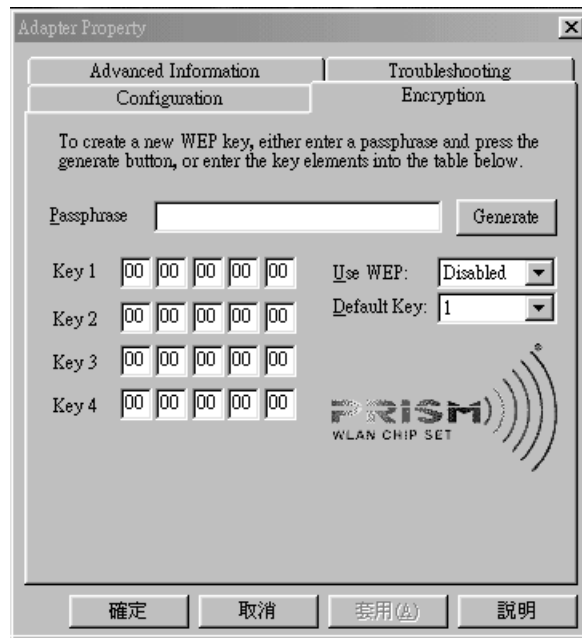 Adapter Property
Advanced Information
Troubleshooting
Configuration
Encryption
To create a new WEP key, either enter a passphrase and press the
generate button, or enter the key elements into the table below.
Passphrase
Generate
Key 1 00 00 00 00 00
Use WEP: Disabled
Key 2 00 00 00 00 00
Default Key: 1
Key 3 00 00 00 00 00
Key 4 00 00 00 00 00
PRISM
WLAN CHIP SET
確定
取消
套用(A)
說明